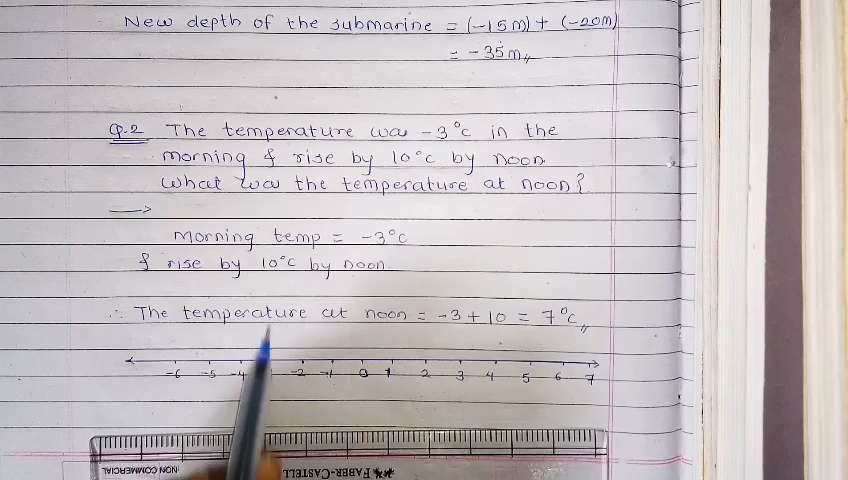 New depth of the submarine = (-15m) + (-20m)
= -35m,,
Q.2 The temperature was -3°c in the
morning & rise by 10°c by noon.
What was the temperature at noon?
→
Morning temp = -3°c
& rise by 10°c by noon.
∴ The temperature at noon = -3 + 10 = 7°c,,
-6 -5 -4 -2 -1 0 1 2 3 4 5 6 7
NON COMMERCIAL FABER-CASTELL